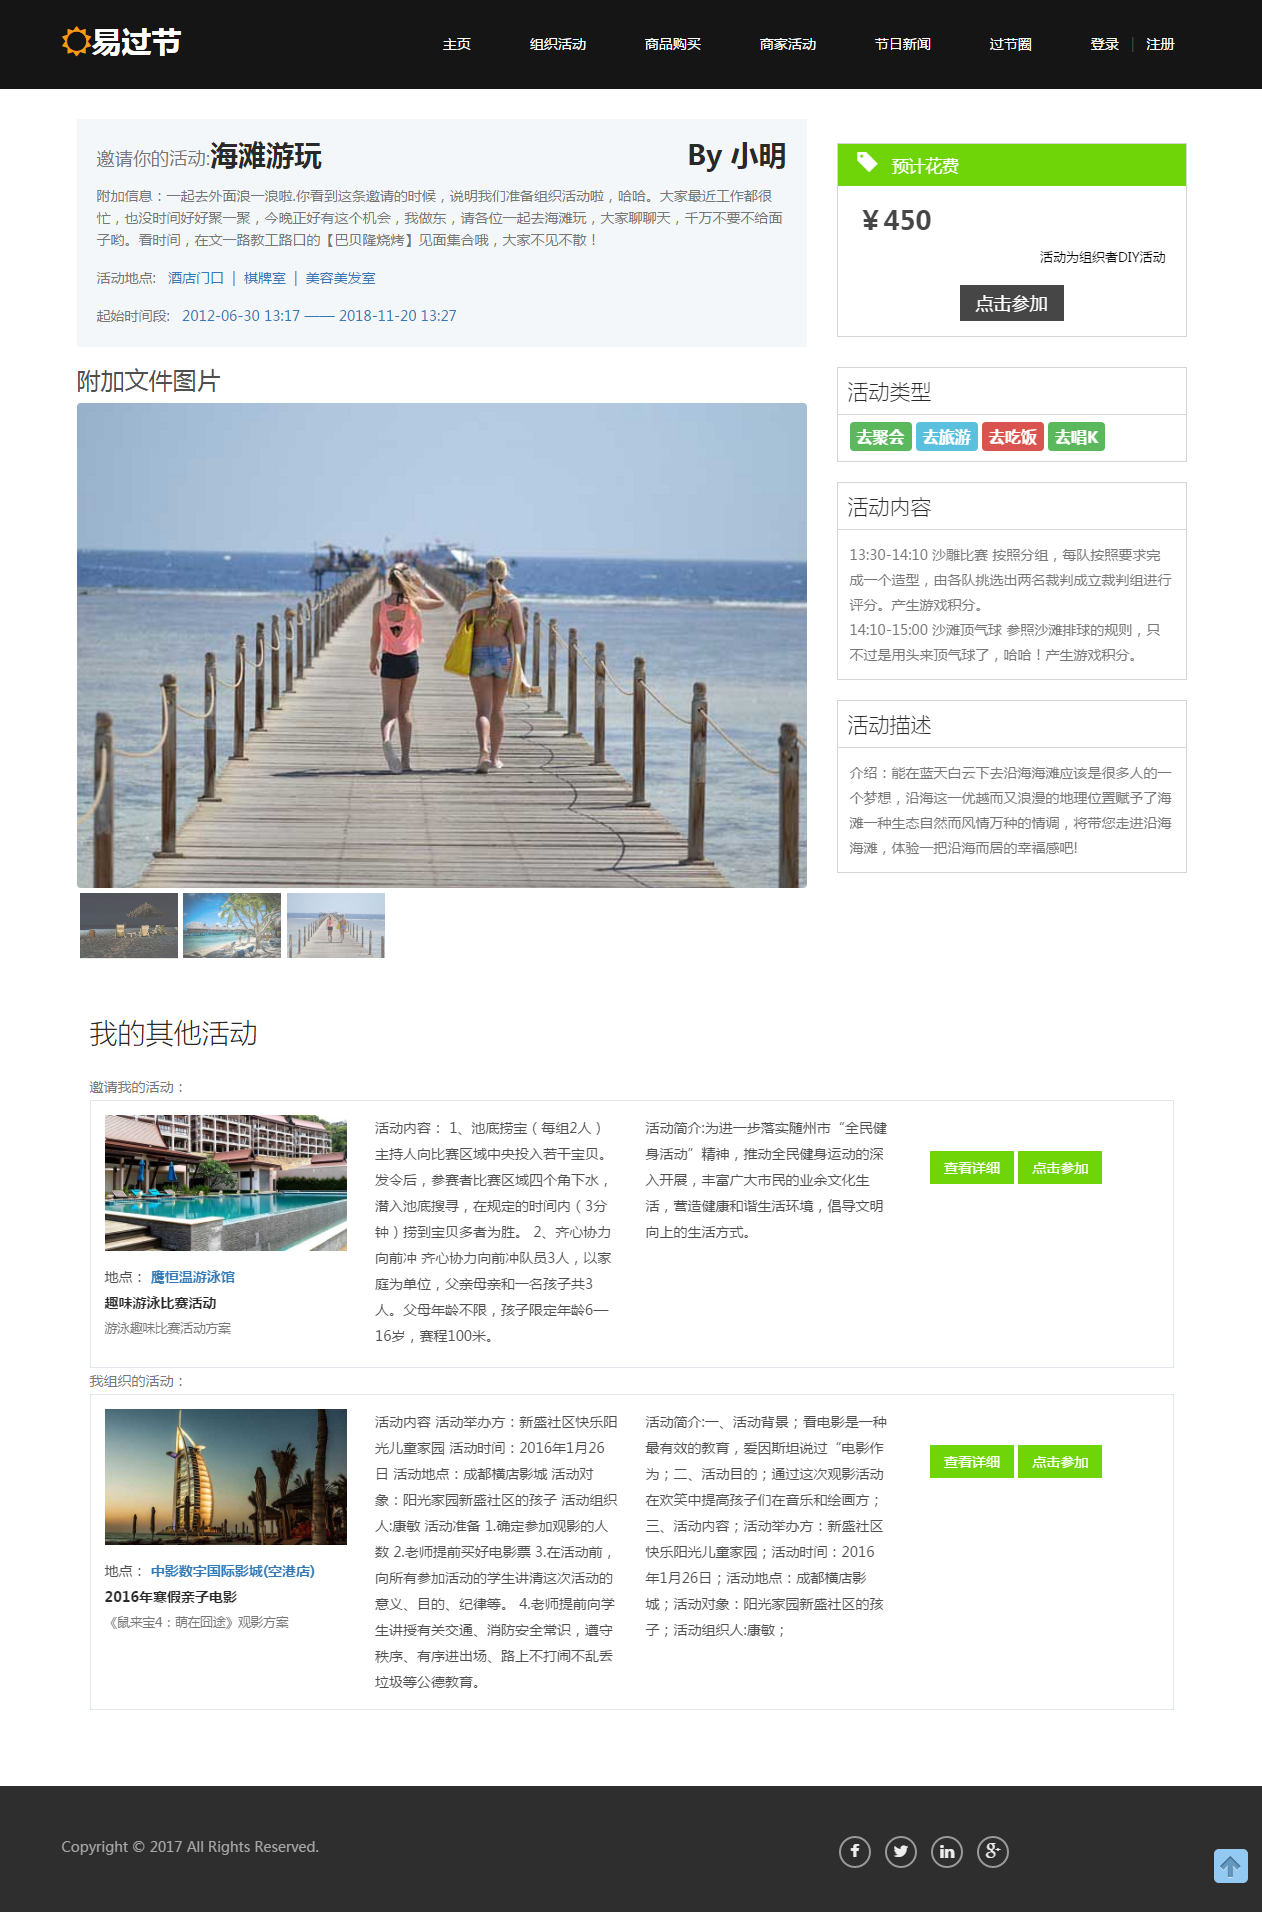 易过节
主页 组织活动 商品购买 商家活动 节日新闻 过节圈 登录 | 注册
邀请你的活动:海滩游玩 By 小明
附加信息：一起去外面浪一浪啦.你看到这条邀请的时候，说明我们准备组织活动啦，哈哈。大家最近工作都很
忙，也没时间好好聚一聚，今晚正好有这个机会，我做东，请各位一起去海滩玩，大家聊聊天，千万不要不给面
子哟。看时间，在文一路教工路口的【巴贝隆烧烤】见面集合哦，大家不见不散！
活动地点: 酒店门口 | 棋牌室 | 美容美发室
起始时间段: 2012-06-30 13:17 —— 2018-11-20 13:27
附加文件图片
预计花费
￥450
活动为组织者DIY活动
点击参加
活动类型
去聚会 去旅游 去吃饭 去唱K
活动内容
13:30-14:10 沙雕比赛 按照分组，每队按照要求完
成一个造型，由各队挑选出两名裁判成立裁判组进行
评分。产生游戏积分。
14:10-15:00 沙滩顶气球 参照沙滩排球的规则，只
不过是用头来顶气球了，哈哈！产生游戏积分。
活动描述
介绍：能在蓝天白云下去沿海海滩应该是很多人的一
个梦想，沿海这一优越而又浪漫的地理位置赋予了海
滩一种生态自然而风情万种的情调，将带您走进沿海
海滩，体验一把沿海而居的幸福感吧!
我的其他活动
邀请我的活动：
地点： 鹰恒温游泳馆
趣味游泳比赛活动
游泳趣味比赛活动方案
活动内容： 1、池底捞宝（每组2人）
主持人向比赛区域中央投入若干宝贝。
发令后，参赛者比赛区域四个角下水，
潜入池底搜寻，在规定的时间内（3分
钟）捞到宝贝多者为胜。 2、齐心协力
向前冲 齐心协力向前冲队员3人，以家
庭为单位，父亲母亲和一名孩子共3
人。父母年龄不限，孩子限定年龄6—
16岁，赛程100米。
活动简介:为进一步落实随州市“全民健
身活动”精神，推动全民健身运动的深
入开展，丰富广大市民的业余文化生
活，营造健康和谐生活环境，倡导文明
向上的生活方式。
查看详细 点击参加
我组织的活动：
地点： 中影数字国际影城(空港店)
2016年寒假亲子电影
《鼠来宝4：萌在囧途》观影方案
活动内容 活动举办方：新盛社区快乐阳
光儿童家园 活动时间：2016年1月26
日 活动地点：成都横店影城 活动对
象：阳光家园新盛社区的孩子 活动组织
人:康敏 活动准备 1.确定参加观影的人
数 2.老师提前买好电影票 3.在活动前，
向所有参加活动的学生讲清这次活动的
意义、目的、纪律等。 4.老师提前向学
生讲授有关交通、消防安全常识，遵守
秩序、有序进出场、路上不打闹不乱丢
垃圾等公德教育。
活动简介:一、活动背景；看电影是一种
最有效的教育，爱因斯坦说过“电影作
为；二、活动目的；通过这次观影活动
在欢笑中提高孩子们在音乐和绘画方；
三、活动内容；活动举办方：新盛社区
快乐阳光儿童家园；活动时间：2016
年1月26日；活动地点：成都横店影
城；活动对象：阳光家园新盛社区的孩
子；活动组织人:康敏；
查看详细 点击参加
Copyright © 2017 All Rights Reserved.